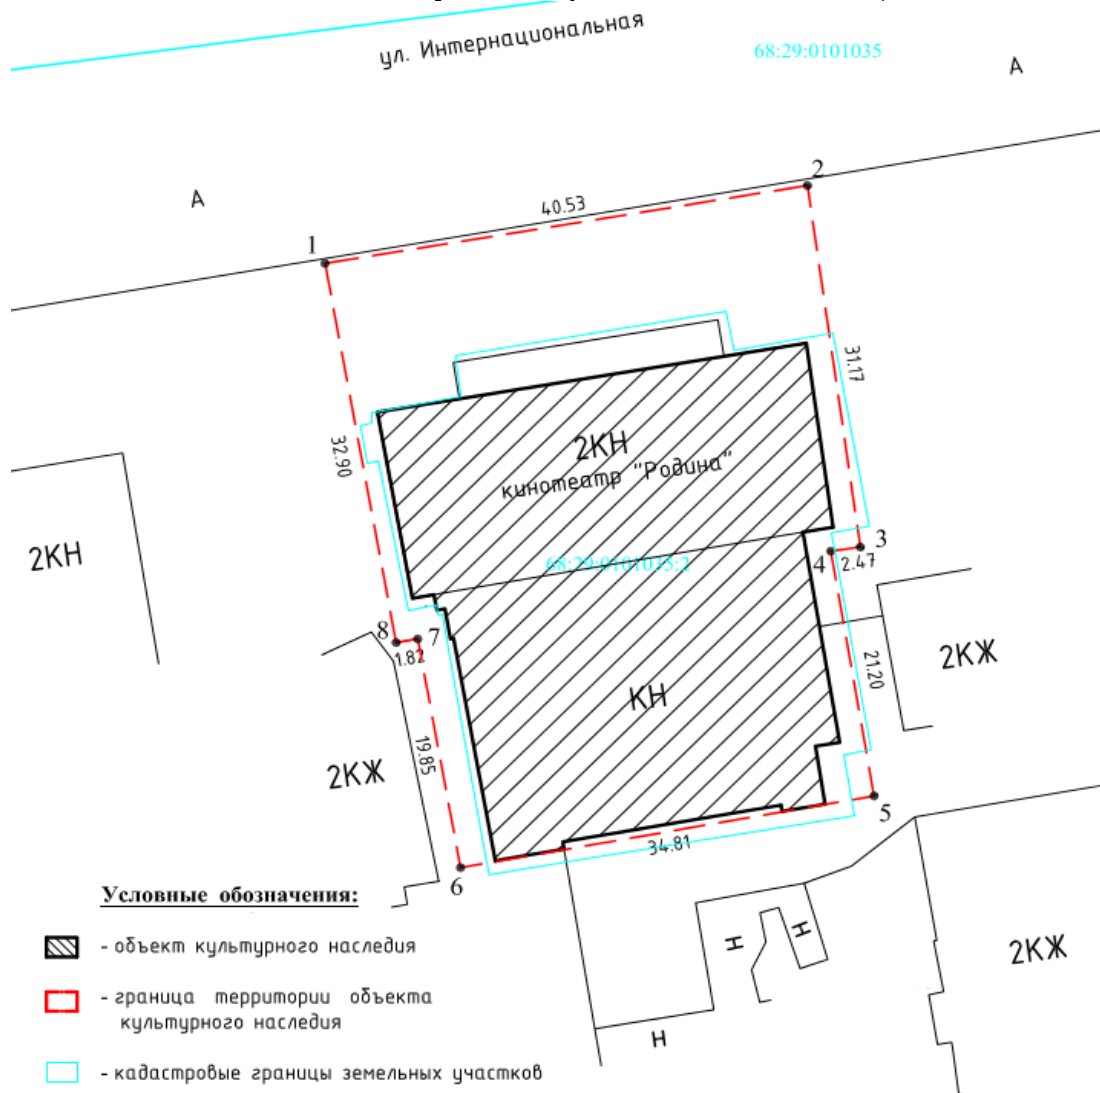 ул. Интернациональная
68:29:0101035
А
А
2
40.53
1
31.17
32.90
2КН
кинотеатр "Родина"
2КН
68:29:0101035:2
3
4
2.47
8
7
1.82
2КЖ
21.20
КН
19.85
2КЖ
5
34.81
6
Условные обозначения:
Н
Н
2КЖ
- объект культурного наследия
- граница территории объекта
культурного наследия
Н
- кадастровые границы земельных участков